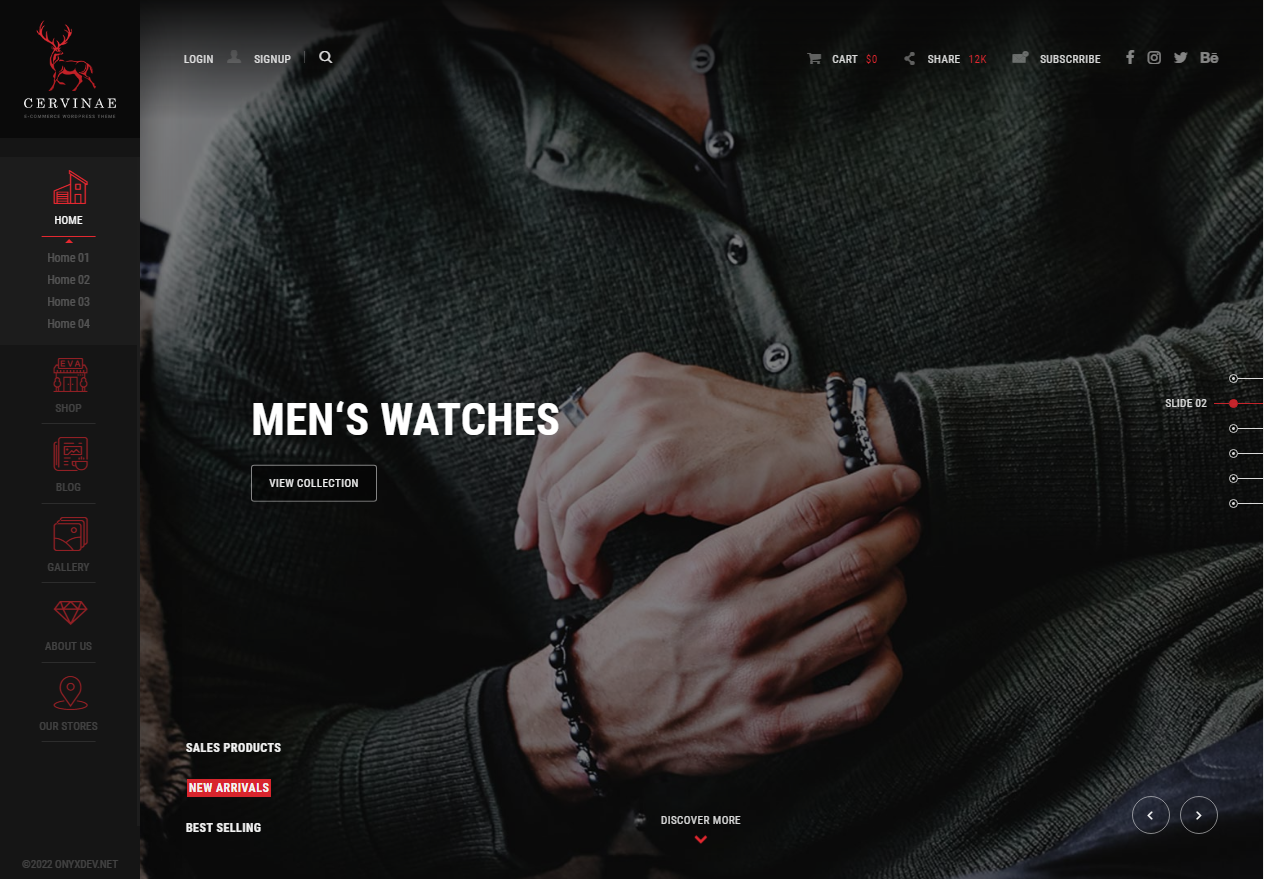 CERVINAE
E-COMMERCE WORDPRESS THEME
LOGIN
SIGNUP
CART $0
SHARE 12K
SUBSCRRIBE
HOME
Home 01
Home 02
Home 03
Home 04
EVA
SHOP
BLOG
GALLERY
ABOUT US
OUR STORES
©2022 ONYXDEV.NET
MEN‘S WATCHES
VIEW COLLECTION
SLIDE 02
SALES PRODUCTS
NEW ARRIVALS
BEST SELLING
DISCOVER MORE